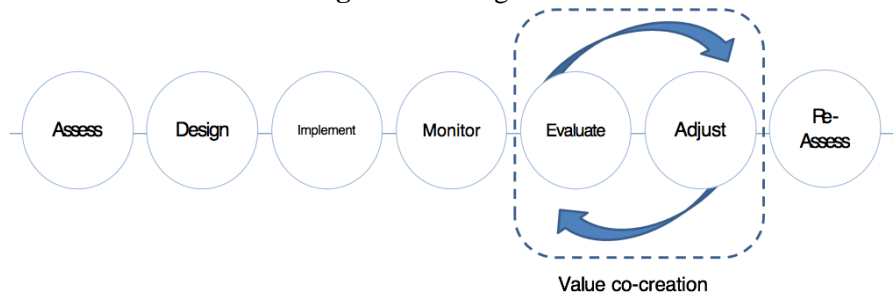 Assess
Design
Implement
Monitor
Evaluate
Adjust
Re-
Assess
Value co-creation